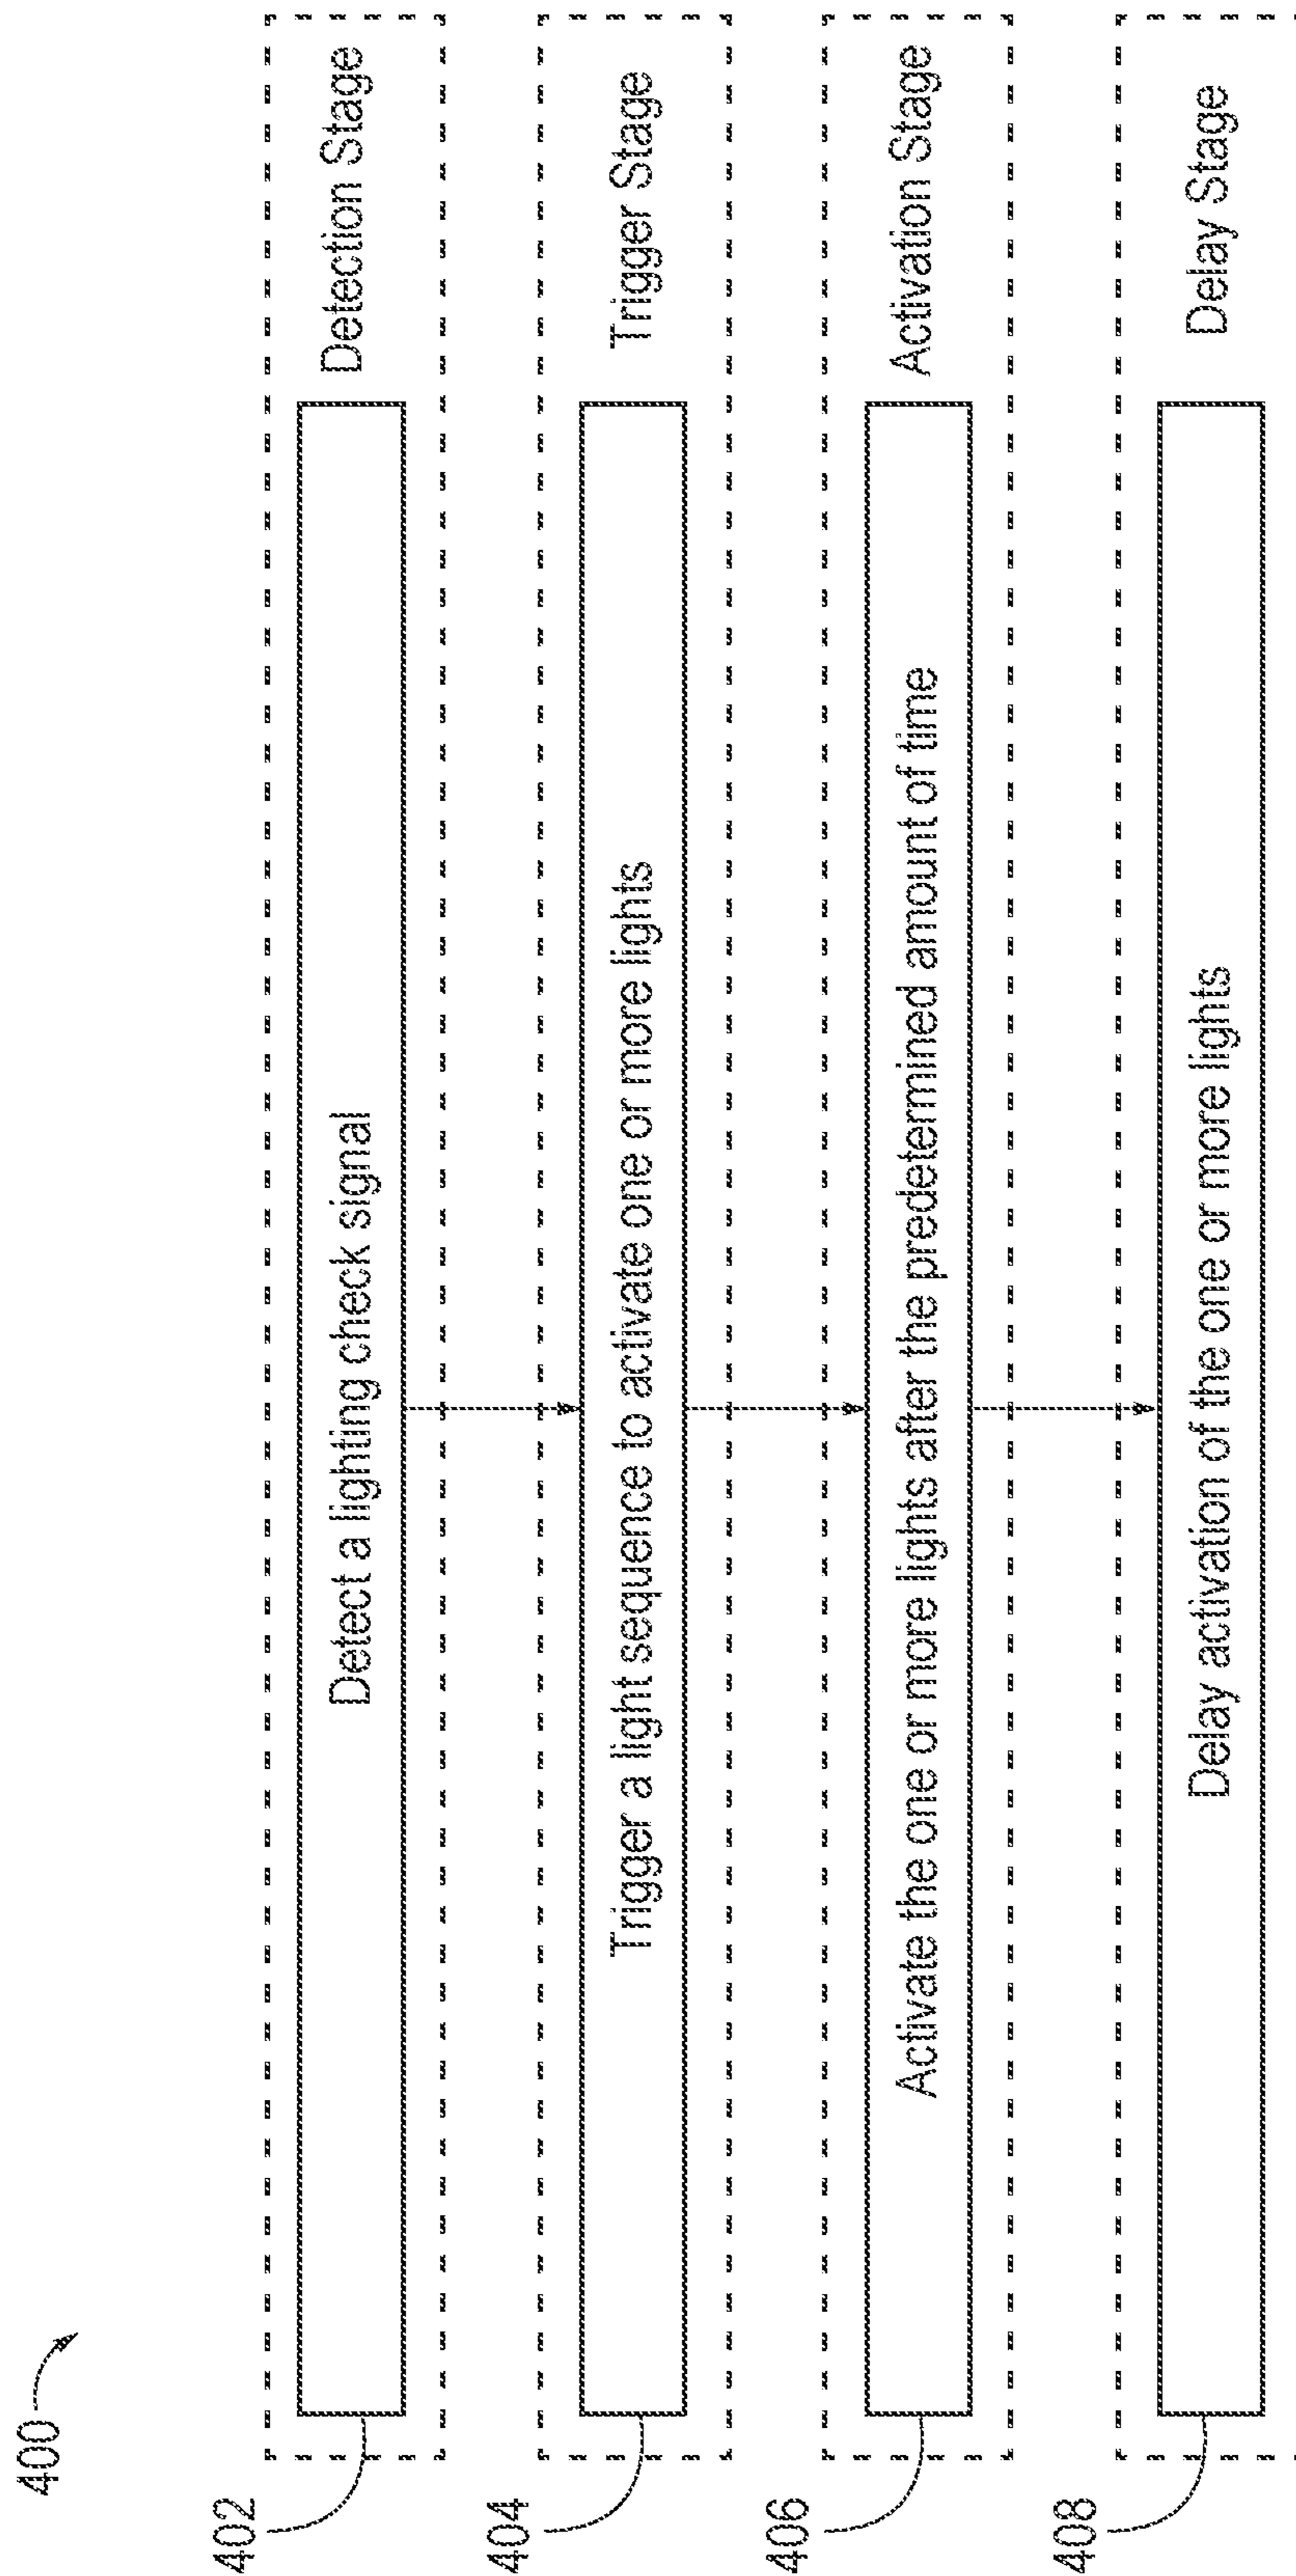 400
402
Detect a lighting check signal
Detection Stage
404
Trigger a light sequence to activate one or more lights
Trigger Stage
406
Activate the one or more lights after the predetermined amount of time
Activation Stage
408
Delay activation of the one or more lights
Delay Stage